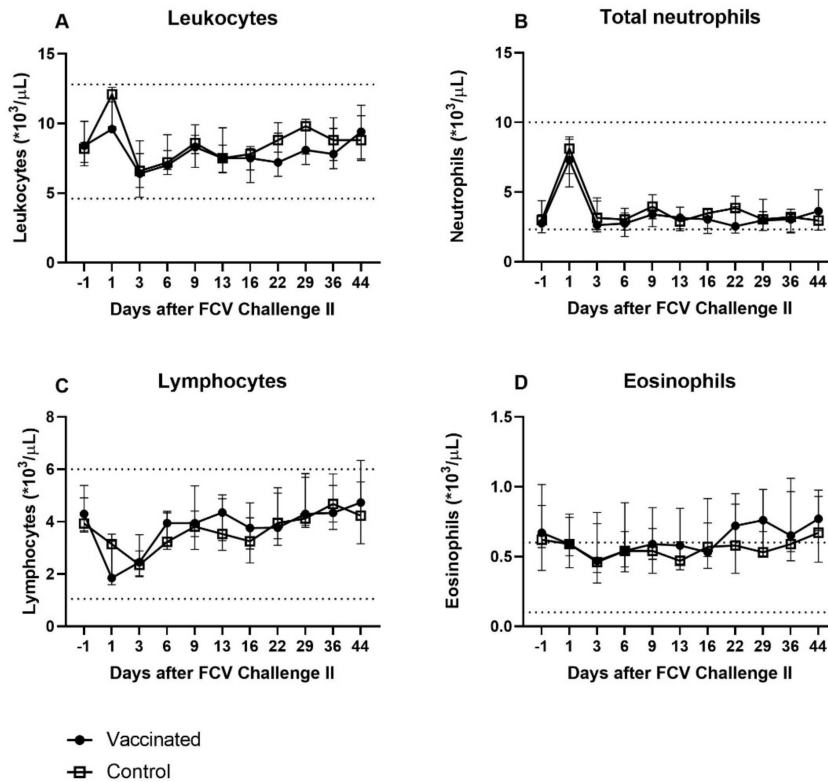 A Leukocytes
Leukocytes (*10³/µL)
15
10
5
0
-1 1 3 6 9 13 16 22 29 36 44
Days after FCV Challenge II
B Total neutrophils
Neutrophils (*10³/µL)
15
10
5
0
-1 1 3 6 9 13 16 22 29 36 44
Days after FCV Challenge II
C Lymphocytes
Lymphocytes (*10³/µL)
8
6
4
2
0
-1 1 3 6 9 13 16 22 29 36 44
Days after FCV Challenge II
D Eosinophils
Eosinophils (*10³/µL)
1.5
1.0
0.5
0.0
-1 1 3 6 9 13 16 22 29 36 44
Days after FCV Challenge II
Vaccinated
Control